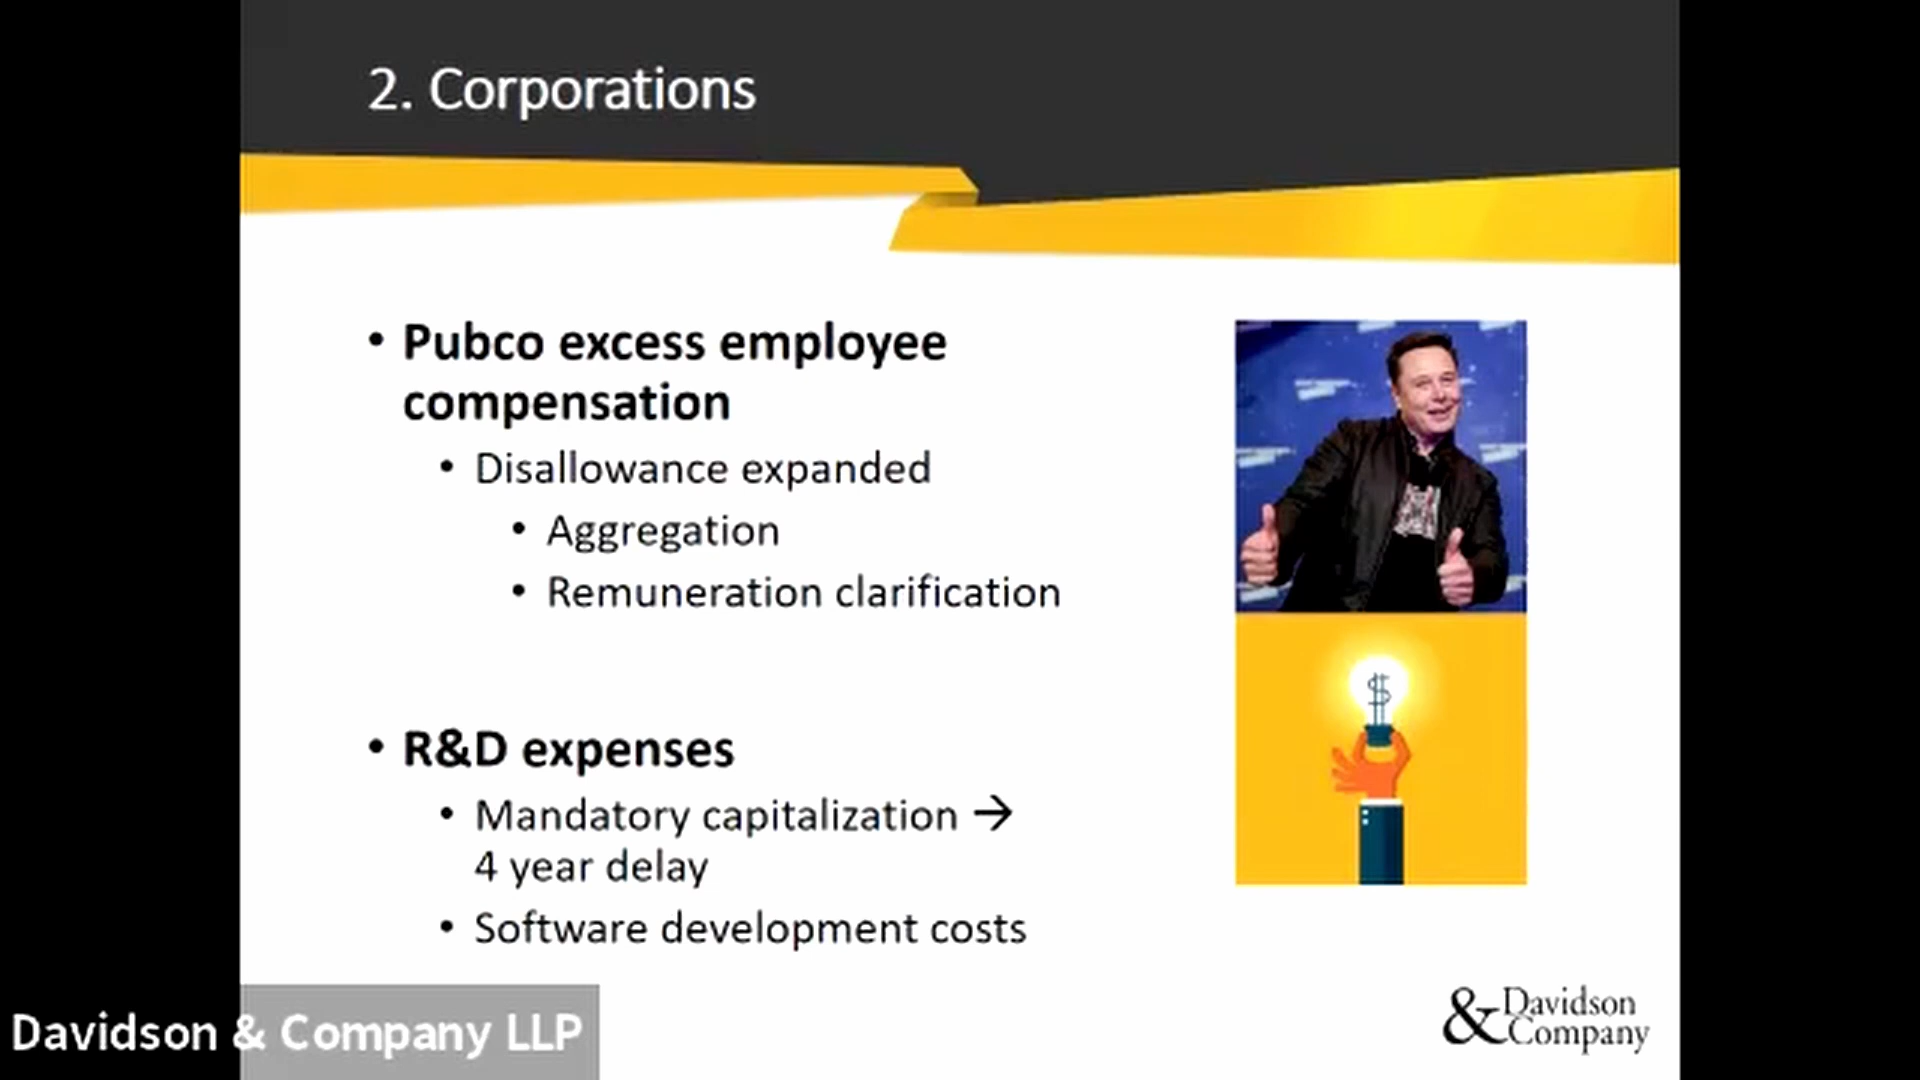 2. Corporations
• Pubco excess employee
compensation
• Disallowance expanded
• Aggregation
• Remuneration clarification
• R&D expenses
• Mandatory capitalization →
4 year delay
• Software development costs
$
Davidson & Company LLP
& Davidson
Company